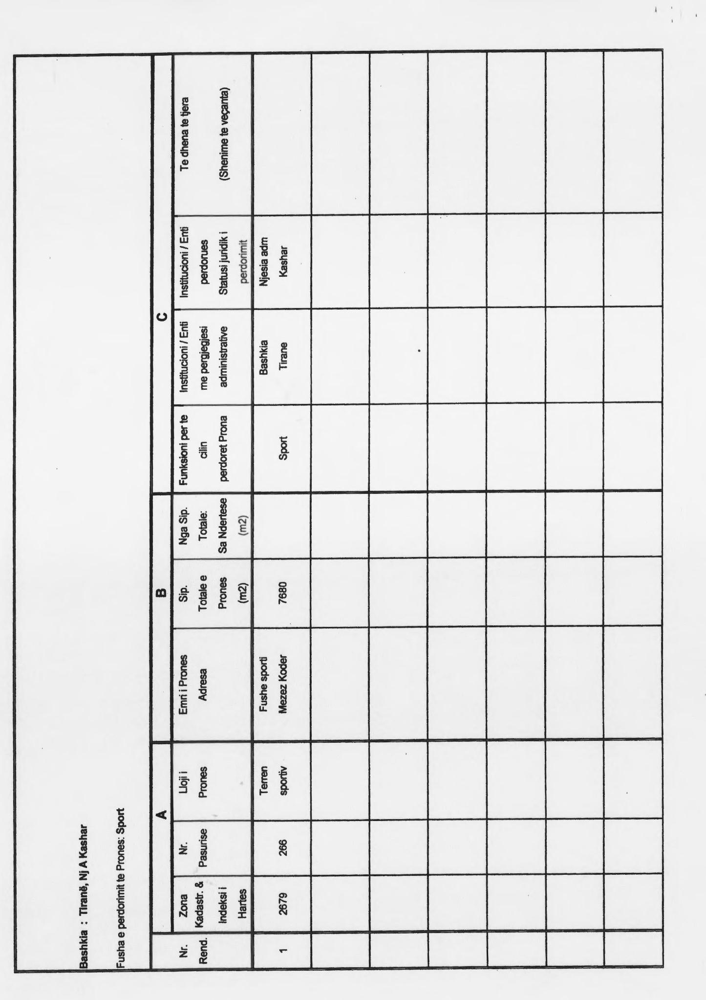 Bashkia : Tiranë, Nj A Kashar
Fusha e perdorimit te Prones: Sport
A
B
C
Nr.
Rend.
Zona
Kadastr. &
Indeksi i
Hartes
Nr.
Pasurise
Lloji i
Prones
Emri i Prones
Adresa
Sip.
Totale e
Prones
(m2)
Nga Sip.
Totale:
Sa Ndertese
(m2)
Funksioni per te
cilin
perdoret Prona
Institucioni / Enti
me pergjegjesi
administrative
Institucioni / Enti
perdorues
Statusi juridik i
perdorimit
Te dhena te tjera
(Shenime te veçanta)
1
2679
266
Terren
sportiv
Fushe sporti
Mezez Koder
7680
Sport
Bashkia
Tirane
Njesia adm
Kashar